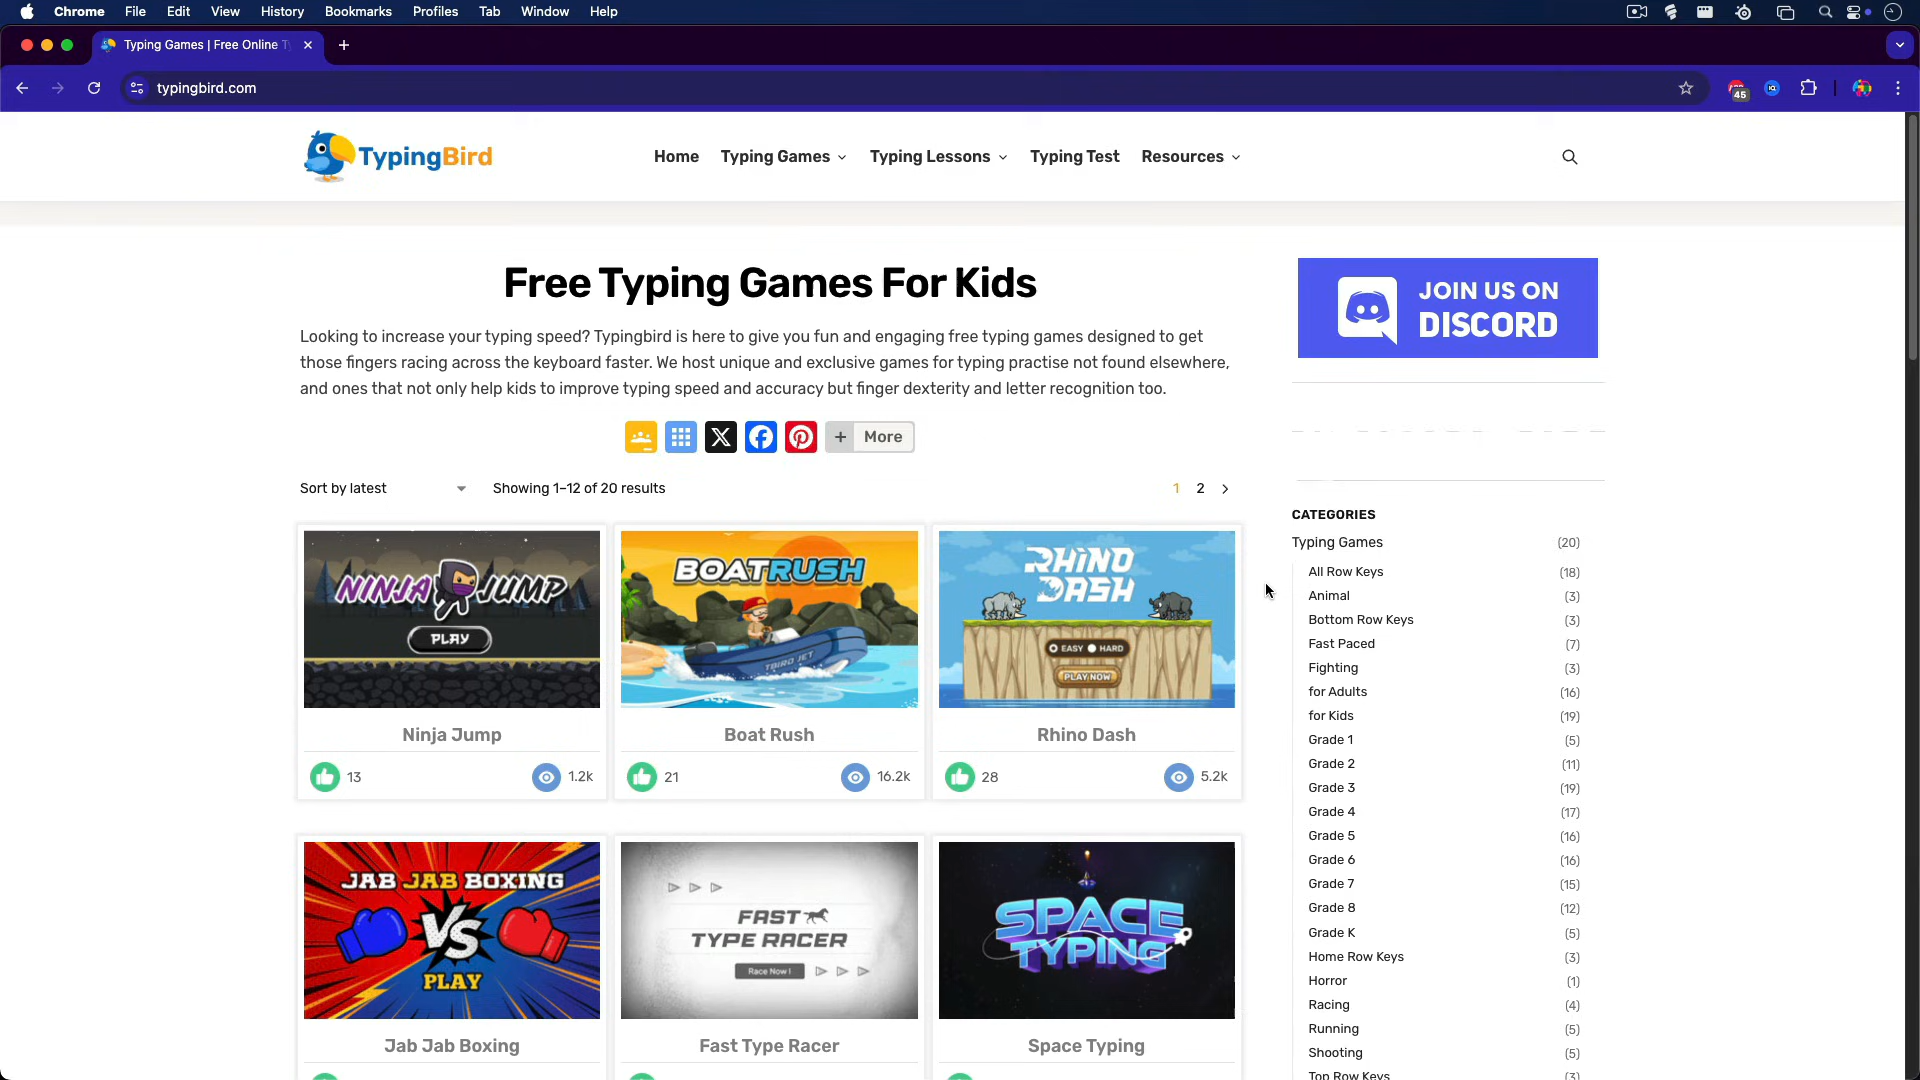 Chrome File Edit View History Bookmarks Profiles Tab Window Help
Typing Games | Free Online Ty
typingbird.com
45
TypingBird
Home Typing Games Typing Lessons Typing Test Resources
Free Typing Games For Kids
Looking to increase your typing speed? Typingbird is here to give you fun and engaging free typing games designed to get
those fingers racing across the keyboard faster. We host unique and exclusive games for typing practise not found elsewhere,
and ones that not only help kids to improve typing speed and accuracy but finger dexterity and letter recognition too.
+ More
Sort by latest Showing 1–12 of 20 results
1 2
NINJA JUMP
PLAY
Ninja Jump
13 1.2k
BOATRUSH
TBIRD JET
Boat Rush
21 16.2k
RHINO
DASH
EASY HARD
PLAY NOW
Rhino Dash
28 5.2k
JAB JAB BOXING
VS
PLAY
Jab Jab Boxing
FAST
TYPE RACER
Race Now !
Fast Type Racer
SPACE
TYPING
Space Typing
JOIN US ON
DISCORD
CATEGORIES
Typing Games (20)
All Row Keys (18)
Animal (3)
Bottom Row Keys (3)
Fast Paced (7)
Fighting (3)
for Adults (16)
for Kids (19)
Grade 1 (5)
Grade 2 (11)
Grade 3 (19)
Grade 4 (17)
Grade 5 (16)
Grade 6 (16)
Grade 7 (15)
Grade 8 (12)
Grade K (5)
Home Row Keys (3)
Horror (1)
Racing (4)
Running (5)
Shooting (5)
Top Row Keys (3)